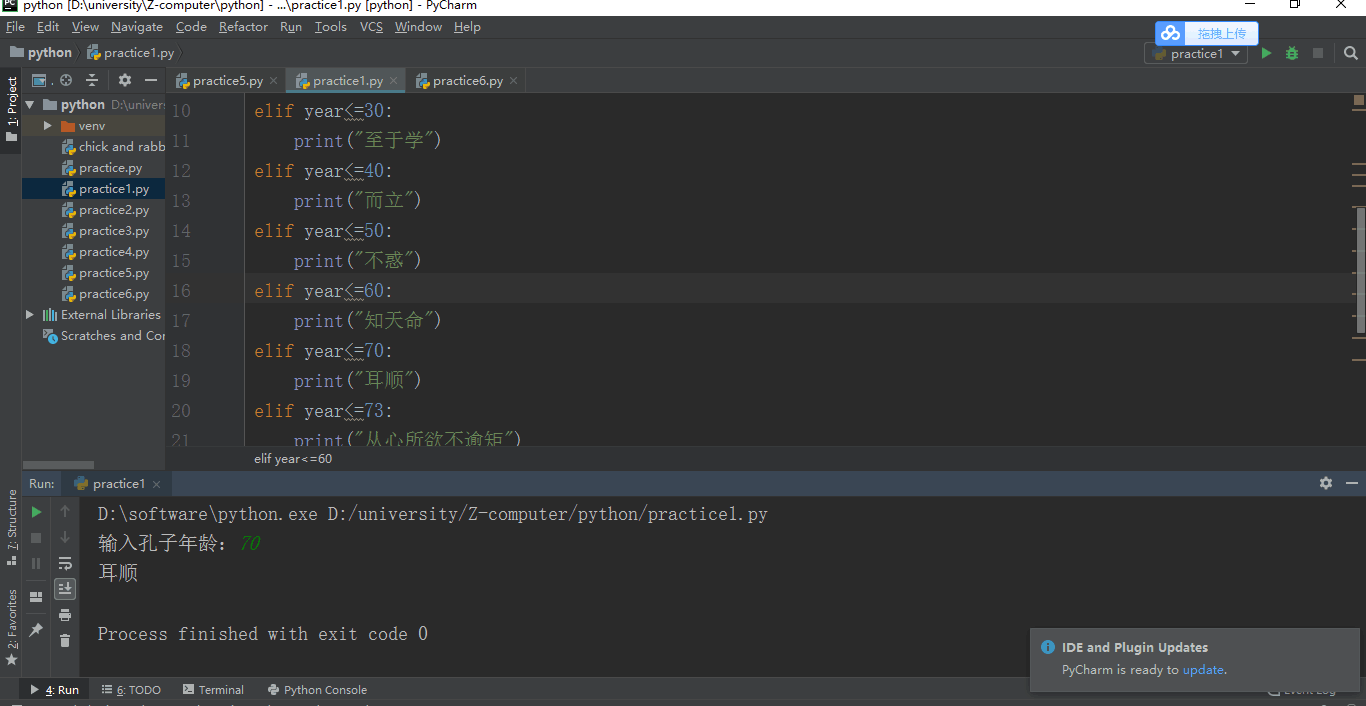 python [D:\university\Z-computer\python] - ...\practice1.py [python] - PyCharm
File Edit View Navigate Code Refactor Run Tools VCS Window Help
拖拽上传
python practice1.py
practice1
1: Project
practice5.py practice1.py practice6.py
python D:\univer
venv
chick and rabb
practice.py
practice1.py
practice2.py
practice3.py
practice4.py
practice5.py
practice6.py
External Libraries
Scratches and Cor
10 elif year<=30:
11 print("至于学")
12 elif year<=40:
13 print("而立")
14 elif year<=50:
15 print("不惑")
16 elif year<=60:
17 print("知天命")
18 elif year<=70:
19 print("耳顺")
20 elif year<=73:
21 print("从心所欲不逾矩")
elif year<=60
Run: practice1
7: Structure
2: Favorites
D:\software\python.exe D:/university/Z-computer/python/practice1.py
输入孔子年龄：70
耳顺
Process finished with exit code 0
IDE and Plugin Updates
PyCharm is ready to update.
4: Run 6: TODO Terminal Python Console
Event Log